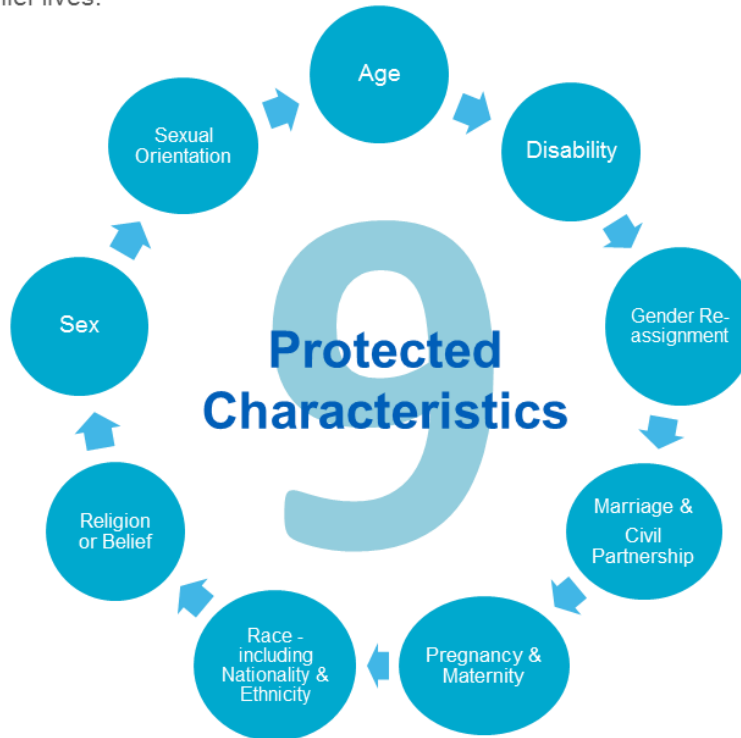 lives.
Age
Disability
Gender Re-
assignment
Marriage &
Civil
Partnership
Pregnancy &
Maternity
Race -
including
Nationality &
Ethnicity
Religion
or Belief
Sex
Sexual
Orientation
9
Protected
Characteristics